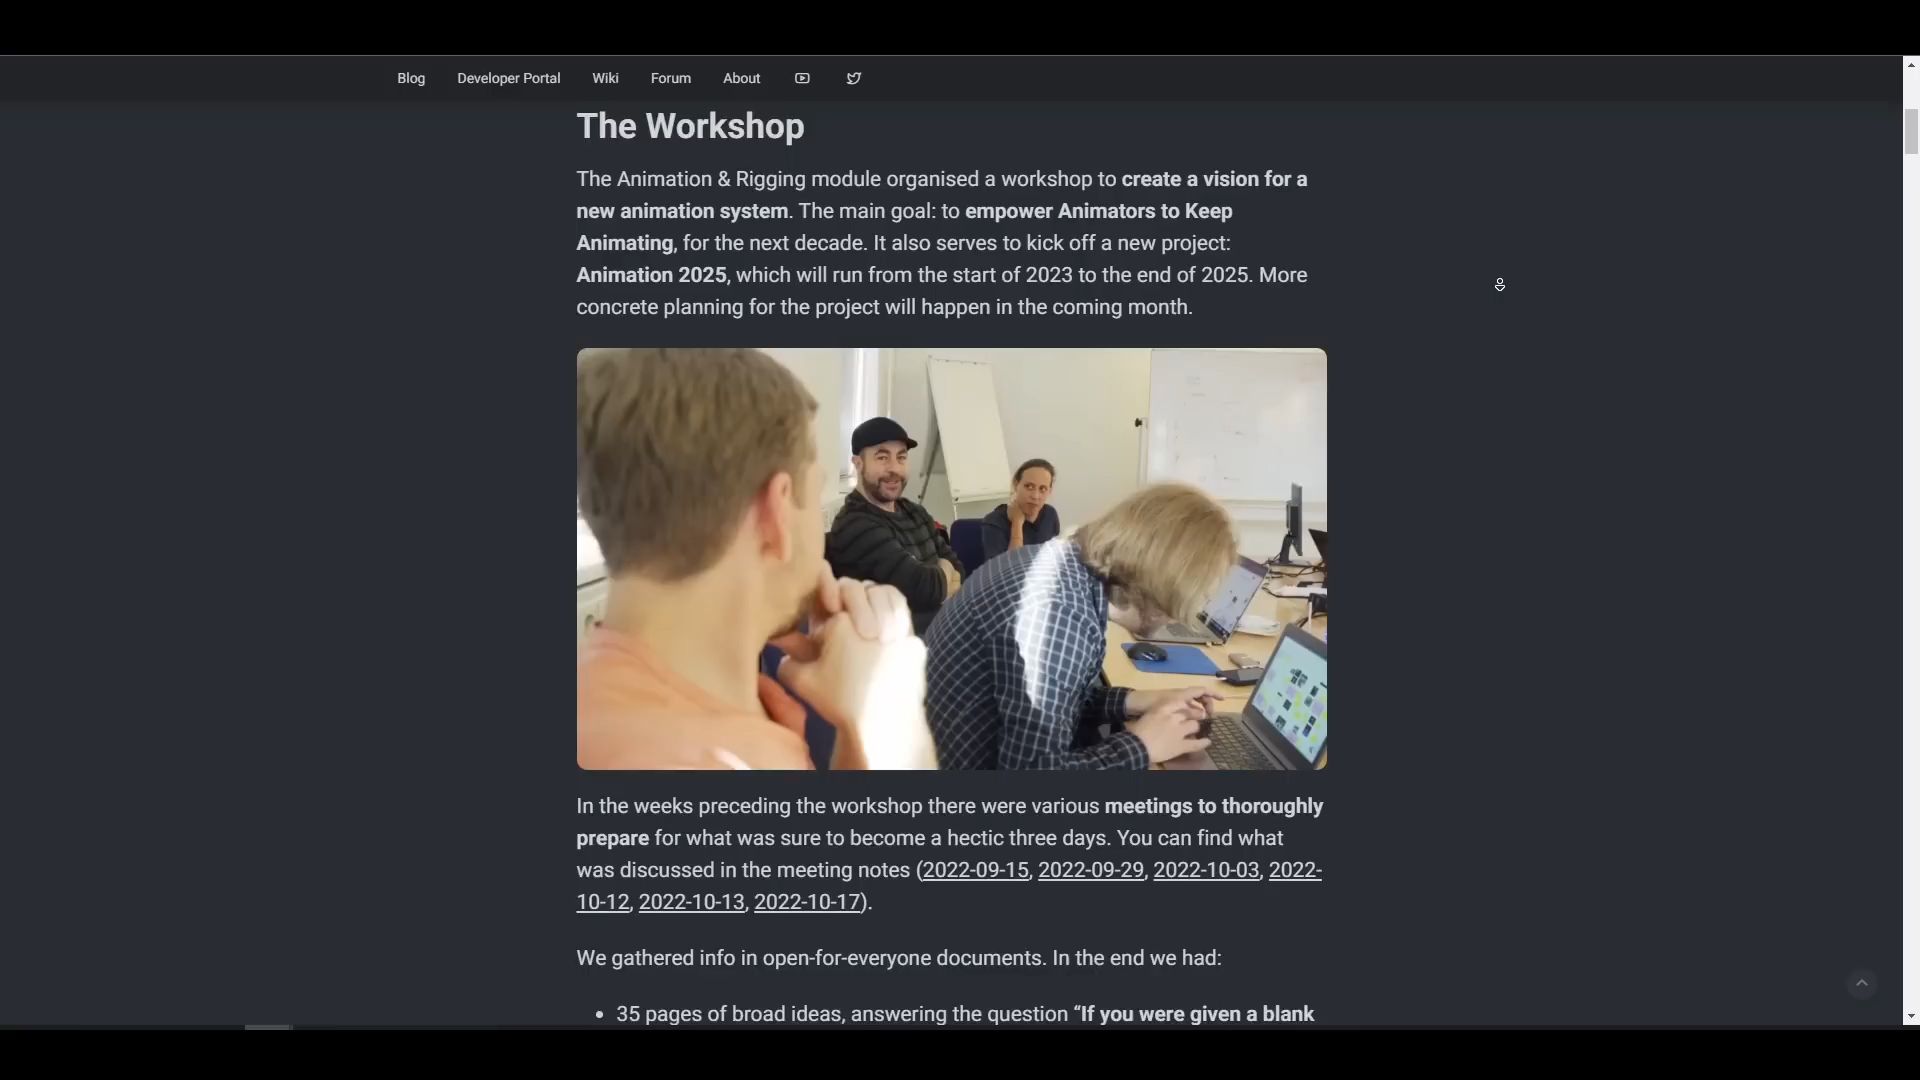 Blog Developer Portal Wiki Forum About
The Workshop
The Animation & Rigging module organised a workshop to create a vision for a
new animation system. The main goal: to empower Animators to Keep
Animating, for the next decade. It also serves to kick off a new project:
Animation 2025, which will run from the start of 2023 to the end of 2025. More
concrete planning for the project will happen in the coming month.
In the weeks preceding the workshop there were various meetings to thoroughly
prepare for what was sure to become a hectic three days. You can find what
was discussed in the meeting notes (2022-09-15, 2022-09-29, 2022-10-03, 2022-
10-12, 2022-10-13, 2022-10-17).
We gathered info in open-for-everyone documents. In the end we had:
• 35 pages of broad ideas, answering the question “If you were given a blank